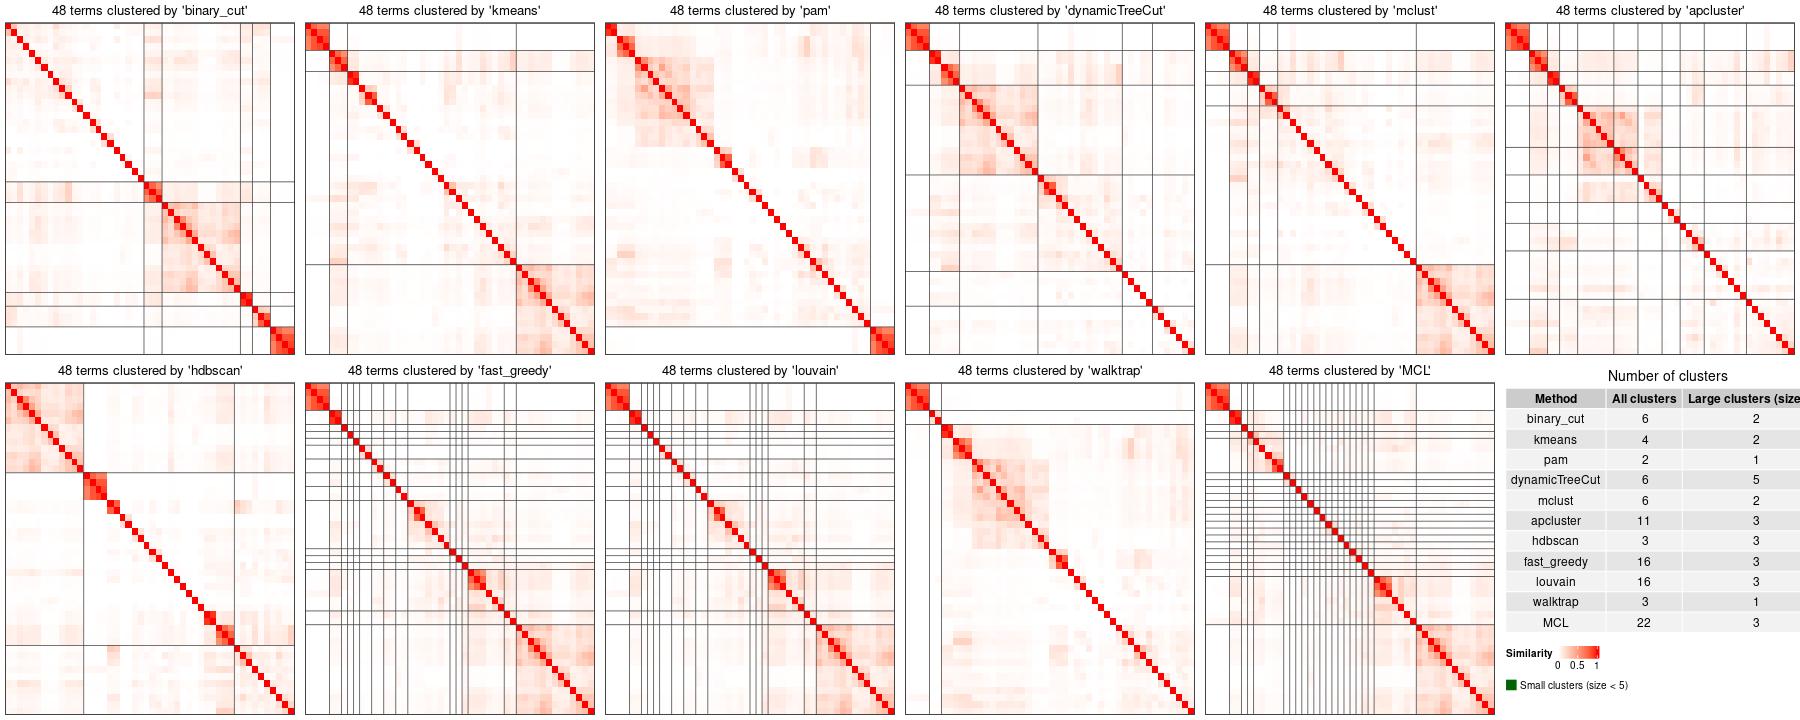 48 terms clustered by 'binary_cut'
48 terms clustered by 'kmeans'
48 terms clustered by 'pam'
48 terms clustered by 'dynamicTreeCut'
48 terms clustered by 'mclust'
48 terms clustered by 'apcluster'
48 terms clustered by 'hdbscan'
48 terms clustered by 'fast_greedy'
48 terms clustered by 'louvain'
48 terms clustered by 'walktrap'
48 terms clustered by 'MCL'
Number of clusters
Method All clusters Large clusters (size
binary_cut 6 2
kmeans 4 2
pam 2 1
dynamicTreeCut 6 5
mclust 6 2
apcluster 11 3
hdbscan 3 3
fast_greedy 16 3
louvain 16 3
walktrap 3 1
MCL 22 3
Similarity
0 0.5 1
Small clusters (size < 5)